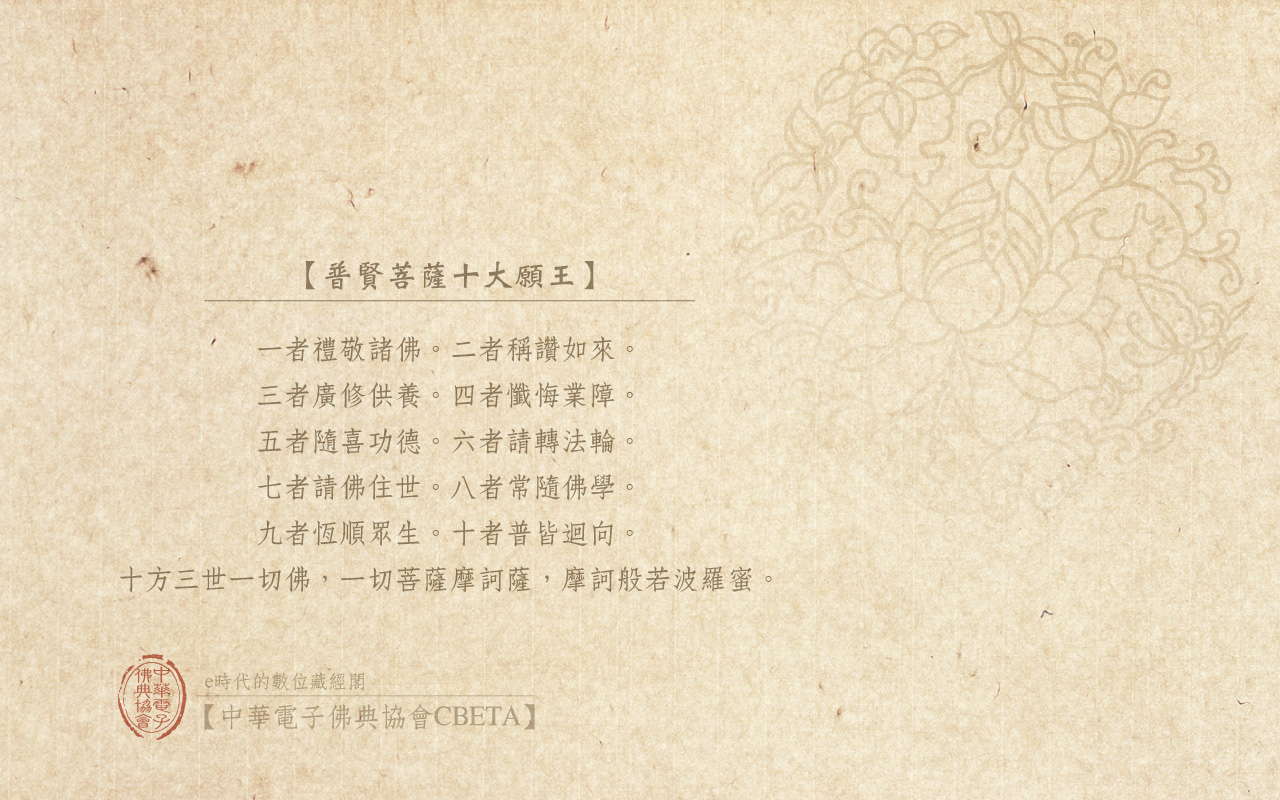 【普賢菩薩十大願王】
一者禮敬諸佛。二者稱讚如來。
三者廣修供養。四者懺悔業障。
五者隨喜功德。六者請轉法輪。
七者請佛住世。八者常隨佛學。
九者恆順眾生。十者普皆迴向。
十方三世一切佛，一切菩薩摩訶薩，摩訶般若波羅蜜。
中華電子
佛典協會
e時代的數位藏經閣
【中華電子佛典協會CBETA】